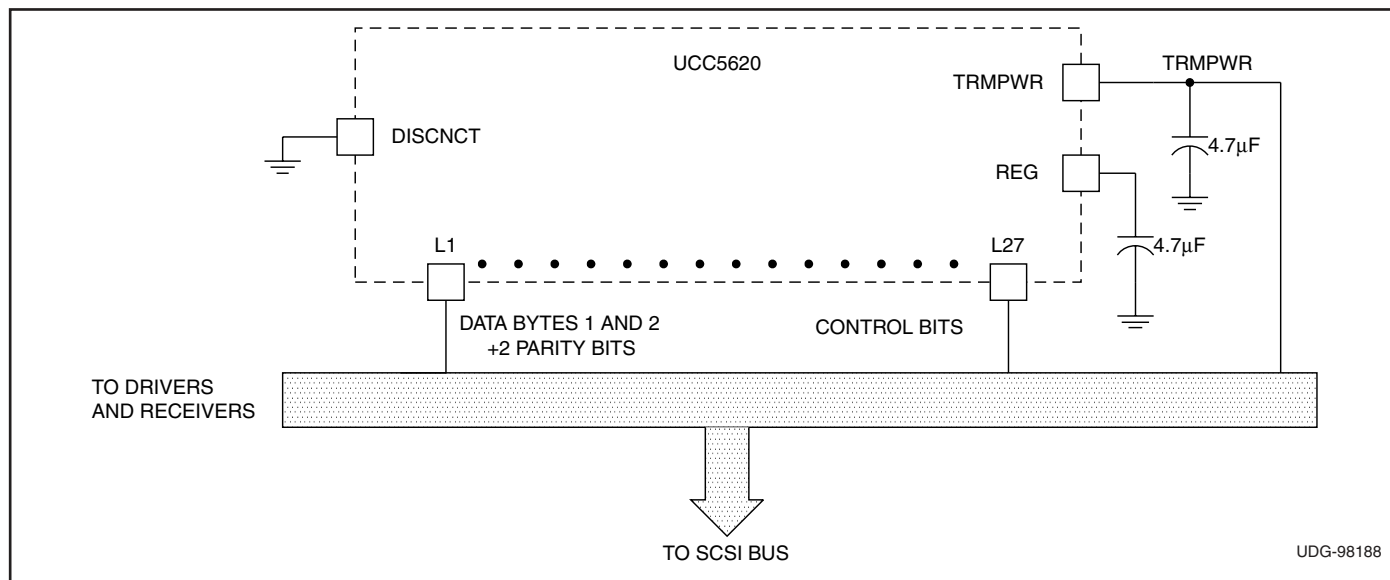 UCC5620
TRMPWR
TRMPWR
DISCNCT
4.7µF
REG
L1
L27
4.7µF
DATA BYTES 1 AND 2
+2 PARITY BITS
CONTROL BITS
TO DRIVERS
AND RECEIVERS
TO SCSI BUS
UDG-98188